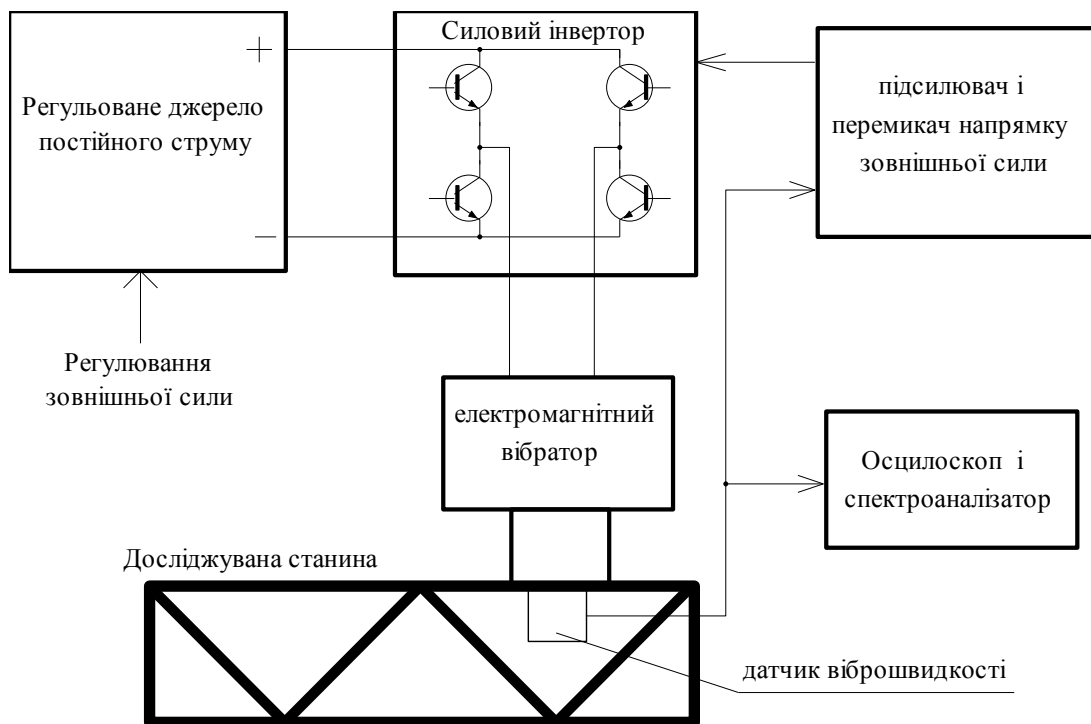 Силовий інвертор
+
Регульоване джерело
постійного струму
−
підсилювач і
перемикач напрямку
зовнішньої сили
Регулювання
зовнішньої сили
електромагнітний
вібратор
Осцилоскоп і
спектроаналізатор
Досліджувана станина
датчик віброшвидкості